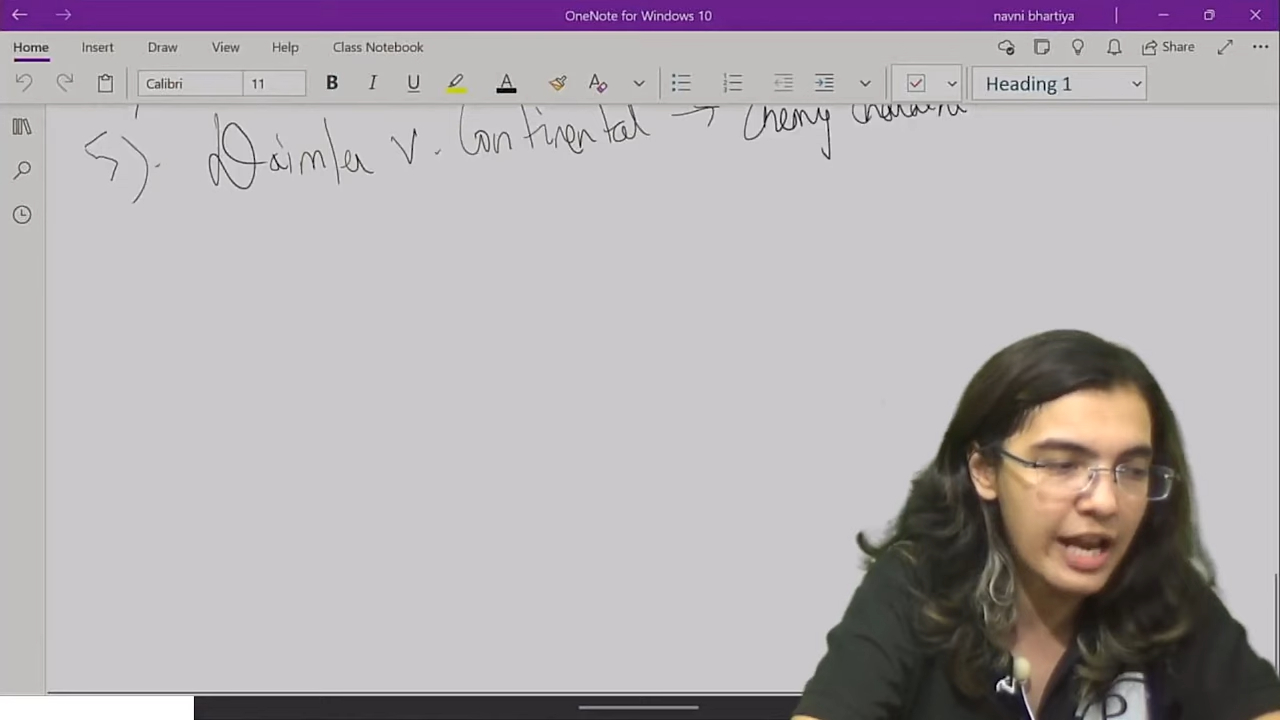 OneNote for Windows 10
navni bhartiya
Home Insert Draw View Help Class Notebook
Share
Calibri 11 B I U A A Heading 1
5). Daimler v. Continental →
P